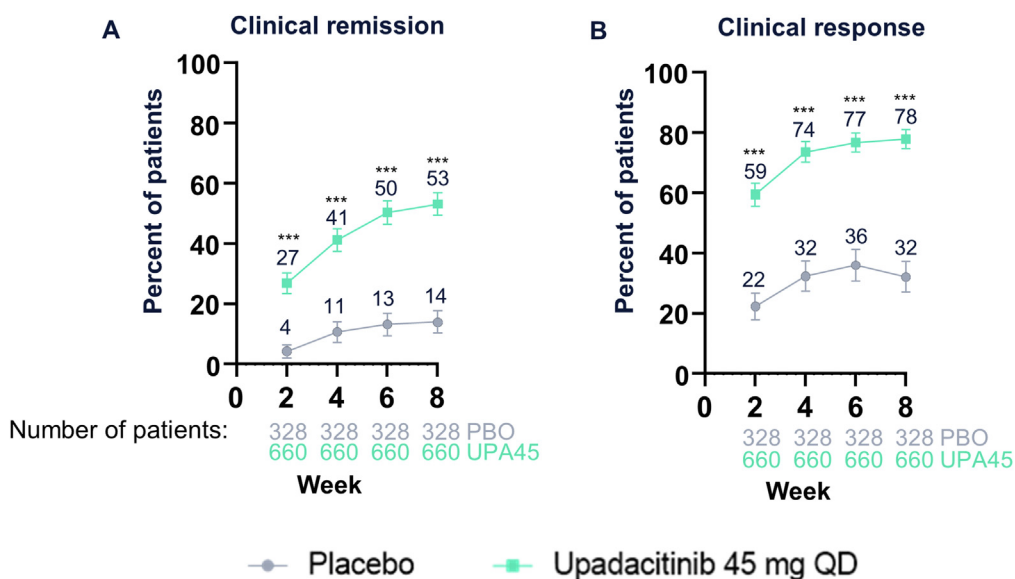 A
Clinical remission
Percent of patients
100
80
60
40
20
0
***
27
***
41
***
50
***
53
4
11
13
14
0 2 4 6 8
Number of patients:
328 328 328 328 PBO
660 660 660 660 UPA45
Week
B
Clinical response
Percent of patients
100
80
60
40
20
0
***
59
***
74
***
77
***
78
22
32
36
32
0 2 4 6 8
328 328 328 328 PBO
660 660 660 660 UPA45
Week
Placebo
Upadacitinib 45 mg QD